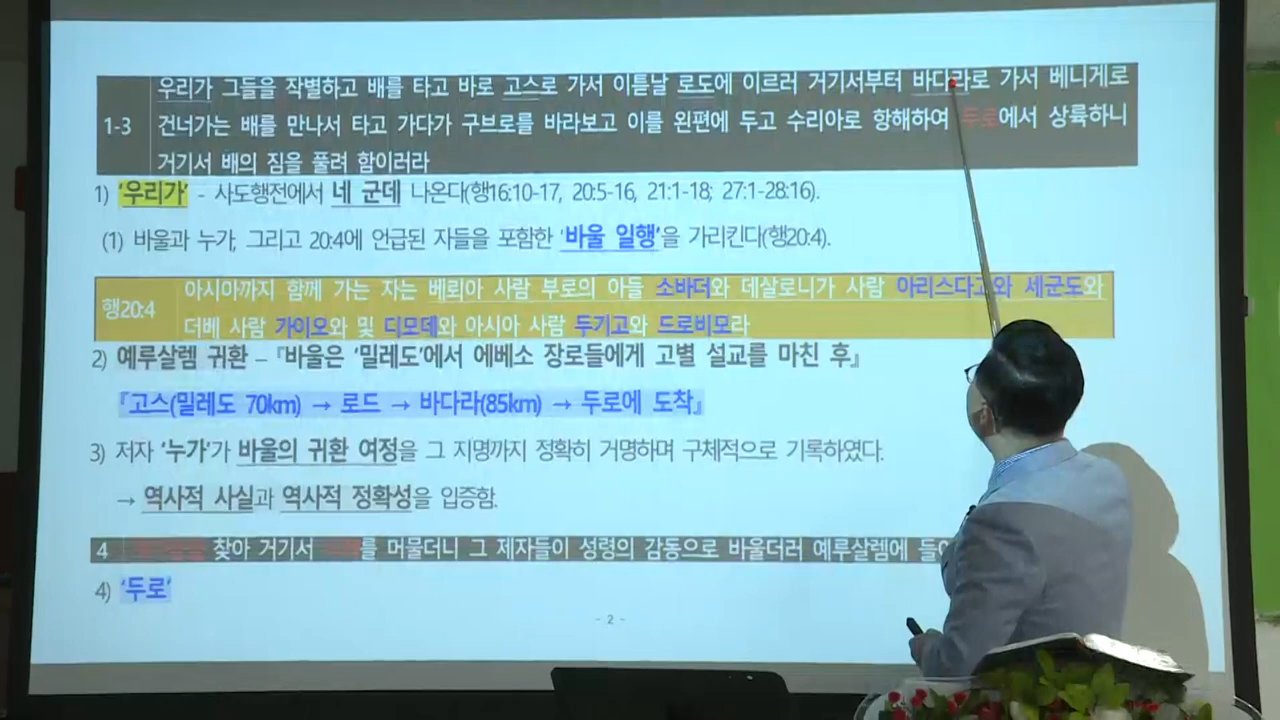 1-3
우리가 그들을 작별하고 배를 타고 바로 고스로 가서 이튿날 로도에 이르러 거기서부터 바다라로 가서 베니게로
건너가는 배를 만나서 타고 가다가 구브로를 바라보고 이를 왼편에 두고 수리아로 항해하여 두로에서 상륙하니
거기서 배의 짐을 풀려 함이러라
1) '우리가' - 사도행전에서 네 군데 나온다(행16:10-17, 20:5-16, 21:1-18; 27:1-28:16).
(1) 바울과 누가, 그리고 20:4에 언급된 자들을 포함한 '바울 일행'을 가리킨다(행20:4).
행20:4
아시아까지 함께 가는 자는 베뢰아 사람 부로의 아들 소바더와 데살로니가 사람 아리스다고와 세군도와
더베 사람 가이오와 및 디모데와 아시아 사람 두기고와 드로비모라
2) 예루살렘 귀환 – 『바울은 '밀레도'에서 에베소 장로들에게 고별 설교를 마친 후』
『고스(밀레도 70km) → 로드 → 바다라(85km) → 두로에 도착』
3) 저자 '누가'가 바울의 귀환 여정을 그 지명까지 정확히 거명하며 구체적으로 기록하였다.
→ 역사적 사실과 역사적 정확성을 입증함.
4 찾아 거기서 를 머물더니 그 제자들이 성령의 감동으로 바울더러 예루살렘에
4) '두로'
- 2 -